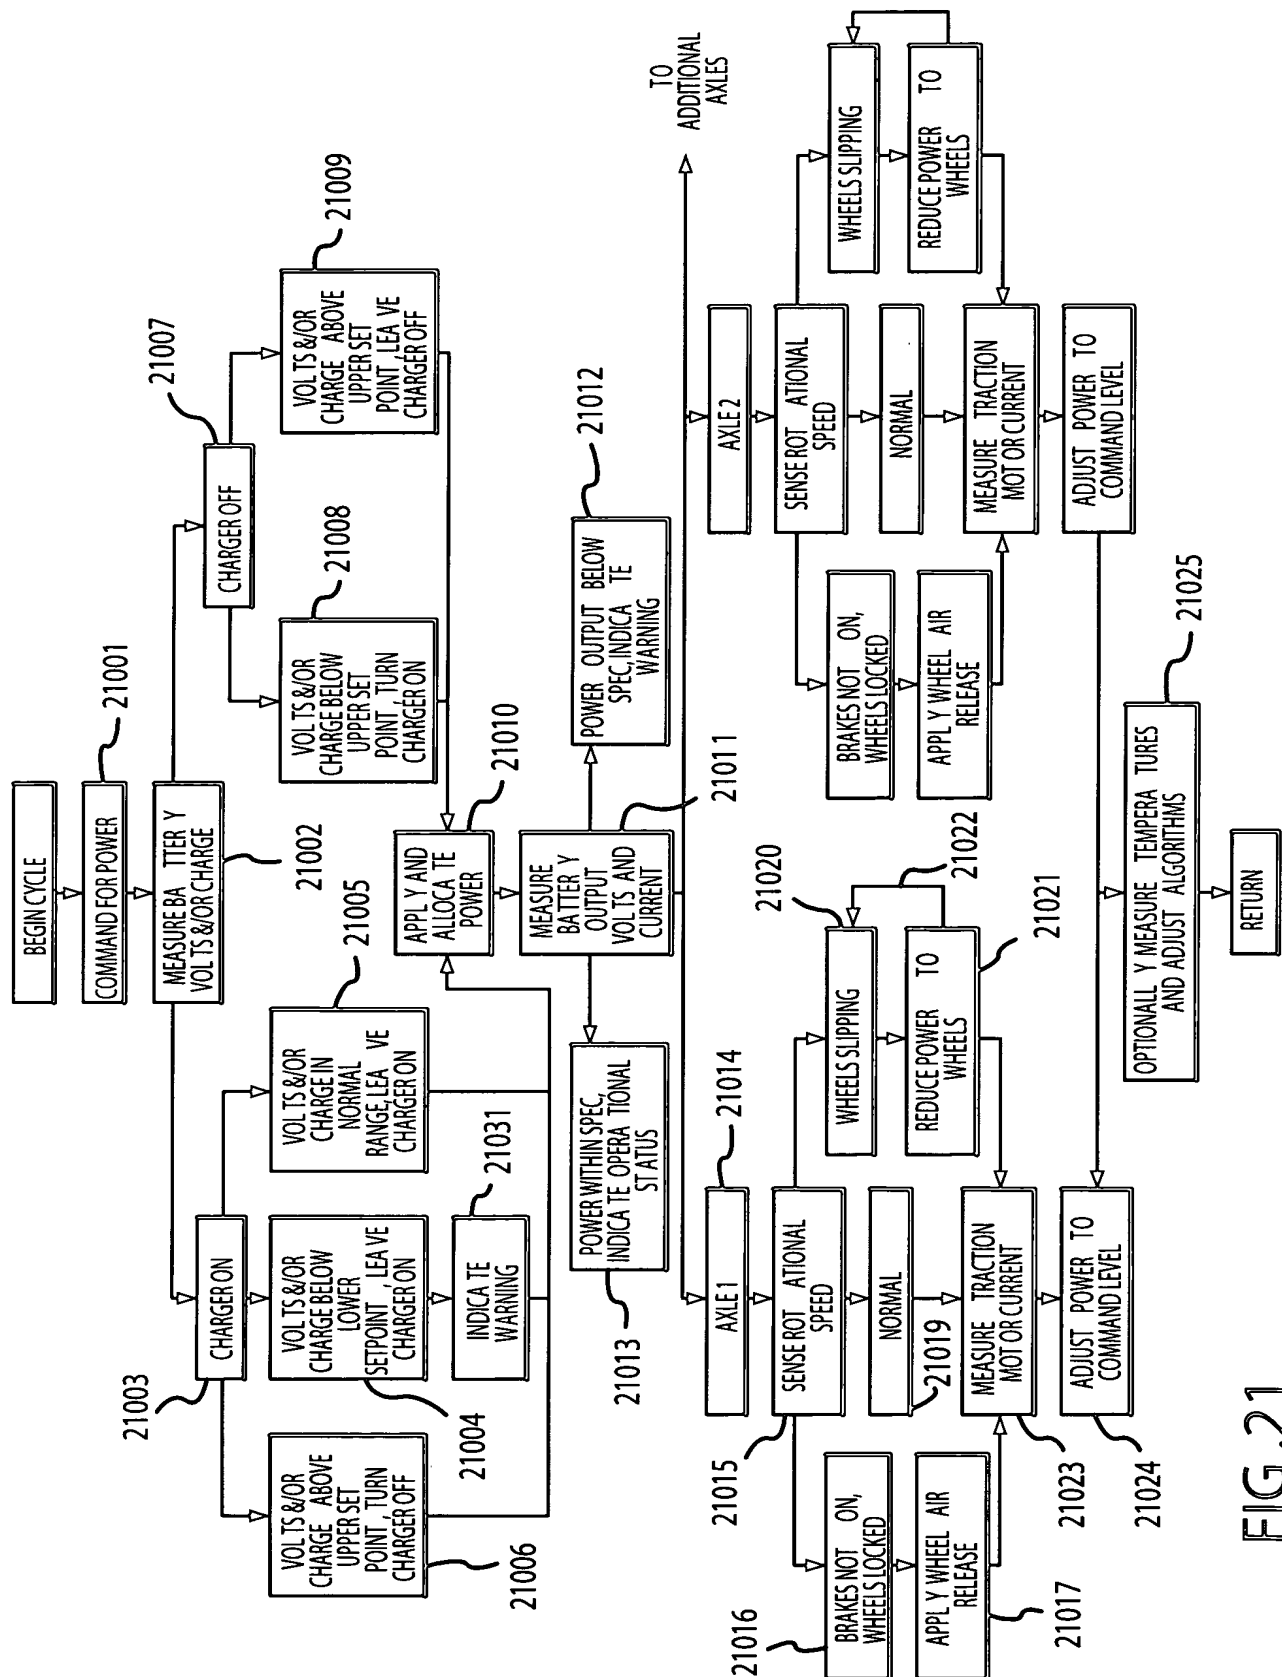 BEGIN CYCLE
COMMAND FOR POWER
21001
MEASURE BA TTER Y
VOL TS &/OR CHARGE
21002
21003
CHARGER ON
CHARGER OFF
21007
VOL TS &/OR
CHARGE ABOVE
UPPER SET
POINT , TURN
CHARGER OFF
21006
VOL TS &/OR
CHARGE BELOW
LOWER
SETPOINT , LEA VE
CHARGER ON
21004
VOL TS &/OR
CHARGE IN
NORMAL
RANGE, LEA VE
CHARGER ON
21005
VOL TS &/OR
CHARGE BELOW
UPPER SET
POINT , TURN
CHARGER ON
21008
VOL TS &/OR
CHARGE ABOVE
UPPER SET
POINT , LEA VE
CHARGER OFF
21009
INDICA TE
WARNING
21031
APPL Y AND
ALLOCA TE
POWER
21010
21013
POWER WITHIN SPEC,
INDICA TE OPERA TIONAL
ST ATUS
MEASURE
BA TTER Y
OUTPUT
VOL TS AND
CURRENT
21011
POWER OUTPUT BELOW
SPEC, INDICA TE
WARNING
21012
TO
ADDITIONAL
AXLES
AXLE 1
21014
21015
SENSE ROT ATIONAL
SPEED
21016
BRAKES NOT ON,
WHEELS LOCKED
APPL Y WHEEL AIR
RELEASE
21017
NORMAL
21019
WHEELS SLIPPING
21020
21022
REDUCE POWER TO
WHEELS
21021
MEASURE TRACTION
MOT OR CURRENT
21023
ADJUST POWER TO
COMMAND LEVEL
21024
AXLE 2
SENSE ROT ATIONAL
SPEED
BRAKES NOT ON,
WHEELS LOCKED
APPL Y WHEEL AIR
RELEASE
NORMAL
WHEELS SLIPPING
REDUCE POWER TO
WHEELS
MEASURE TRACTION
MOT OR CURRENT
ADJUST POWER TO
COMMAND LEVEL
OPTIONALL Y MEASURE TEMPERA TURES
AND ADJUST ALGORITHMS
21025
RETURN
FIG.21